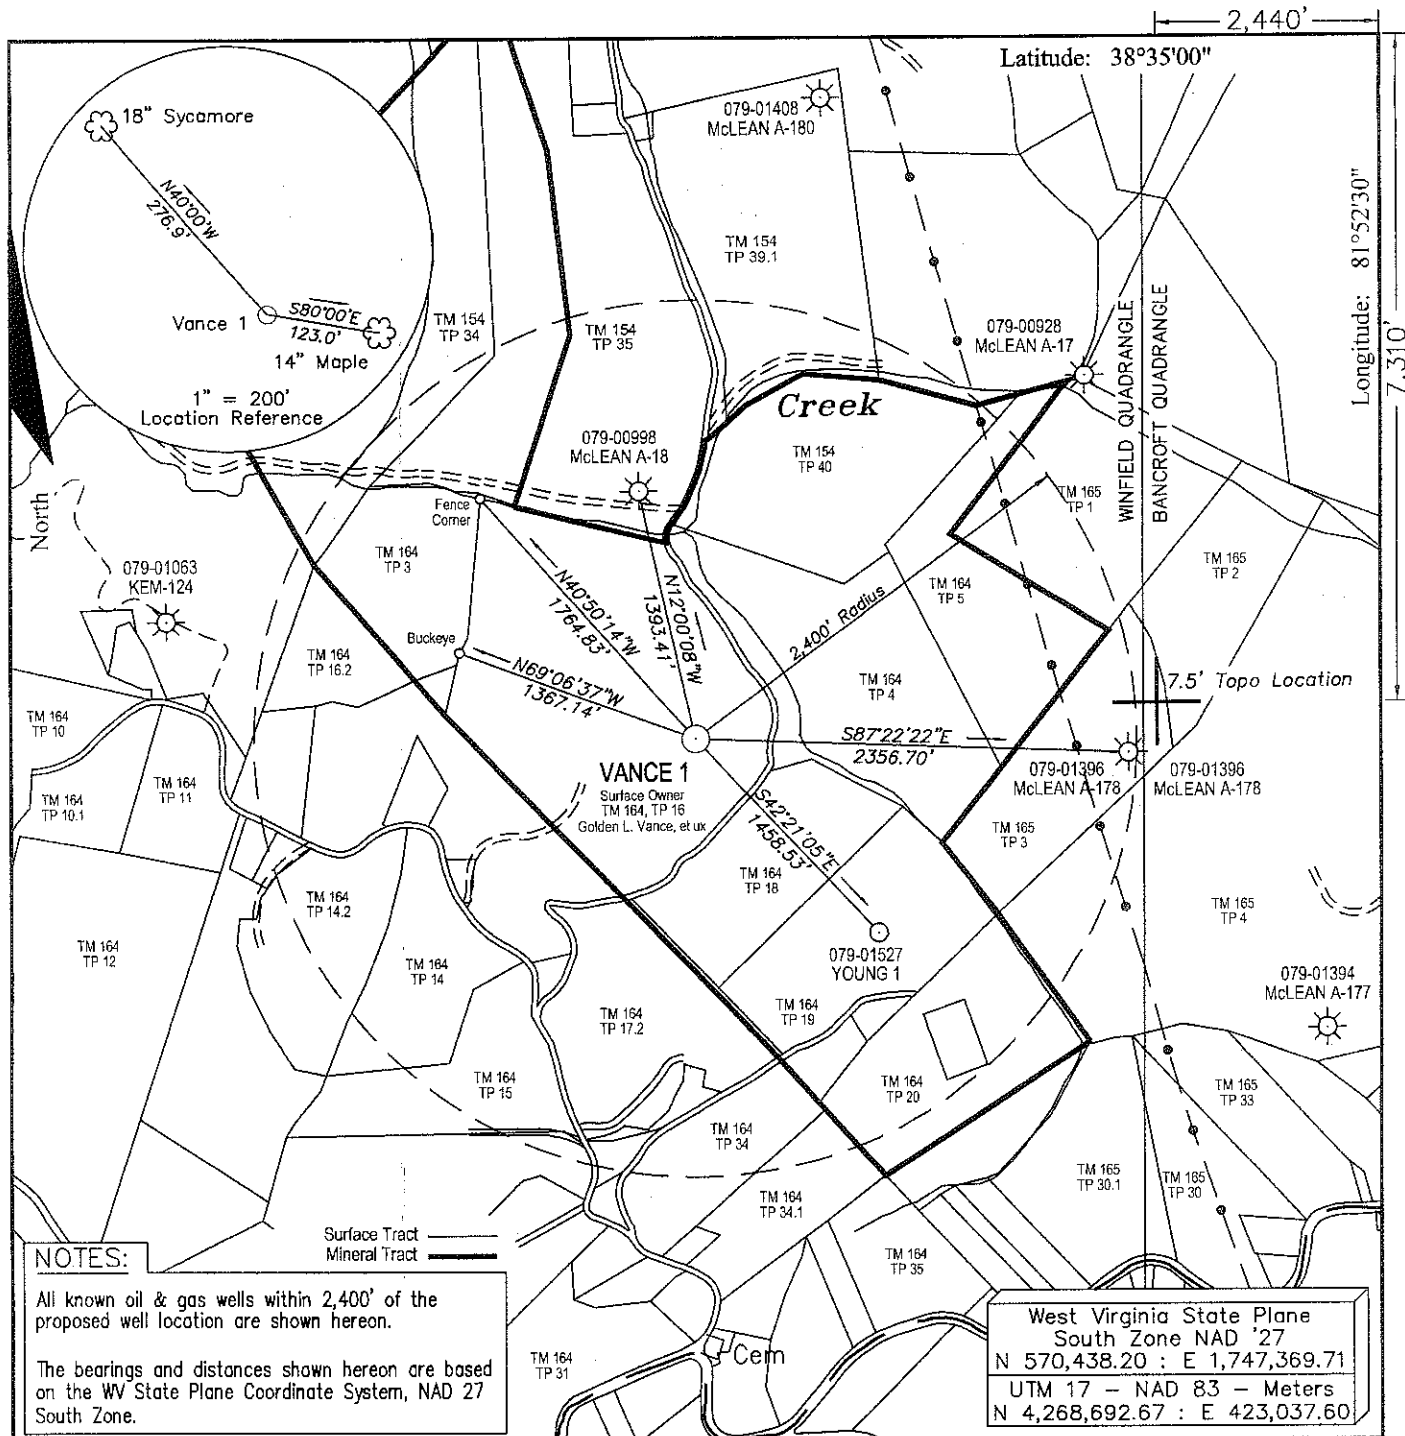 2,440'
Latitude: 38°35'00"
Longitude: 81°52'30"
7,310'
18" Sycamore
N40°00'W
276.9'
Vance 1
S80°00'E
123.0'
14" Maple
1" = 200'
Location Reference
North
079-01408
McLEAN A-180
TM 154
TP 39.1
TM 154
TP 34
TM 154
TP 35
079-00928
McLEAN A-17
WINFIELD QUADRANGLE
BANCROFT QUADRANGLE
Creek
079-00998
McLEAN A-18
TM 154
TP 40
TM 165
TP 1
Fence
Corner
TM 164
TP 3
079-01063
KEM-124
TM 165
TP 2
TM 164
TP 5
N40°50'14"W
1764.83'
N12°00'08"W
1393.41'
2,400' Radius
Buckeye
N69°06'37"W
1367.14'
TM 164
TP 16.2
TM 164
TP 4
7.5' Topo Location
TM 164
TP 10
TM 164
TP 11
TM 164
TP 10.1
S87°22'22"E
2356.70'
079-01396
McLEAN A-178
079-01396
McLEAN A-178
VANCE 1
Surface Owner
TM 164, TP 16
Golden L. Vance, et ux
S42°21'05"E
1458.53'
TM 165
TP 3
TM 164
TP 18
TM 164
TP 14.2
TM 165
TP 4
TM 164
TP 12
TM 164
TP 14
079-01527
YOUNG 1
079-01394
McLEAN A-177
TM 164
TP 17.2
TM 164
TP 19
TM 164
TP 15
TM 164
TP 20
TM 165
TP 33
TM 164
TP 34
TM 165
TP 30.1
TM 165
TP 30
TM 164
TP 34.1
TM 164
TP 35
Surface Tract
Mineral Tract
NOTES:
All known oil & gas wells within 2,400' of the
proposed well location are shown hereon.
The bearings and distances shown hereon are based
on the WV State Plane Coordinate System, NAD 27
South Zone.
TM 164
TP 31
Cem
West Virginia State Plane
South Zone NAD '27
N 570,438.20 : E 1,747,369.71
UTM 17 - NAD 83 - Meters
N 4,268,692.67 : E 423,037.60